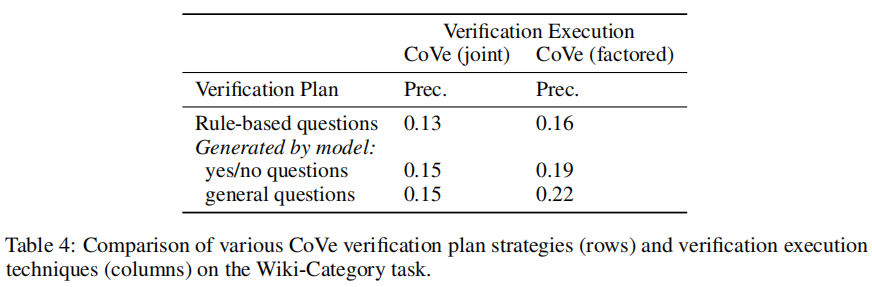 Verification Execution
CoVe (joint) CoVe (factored)
Verification Plan Prec. Prec.
Rule-based questions 0.13 0.16
Generated by model:
yes/no questions 0.15 0.19
general questions 0.15 0.22
Table 4: Comparison of various CoVe verification plan strategies (rows) and verification execution
techniques (columns) on the Wiki-Category task.